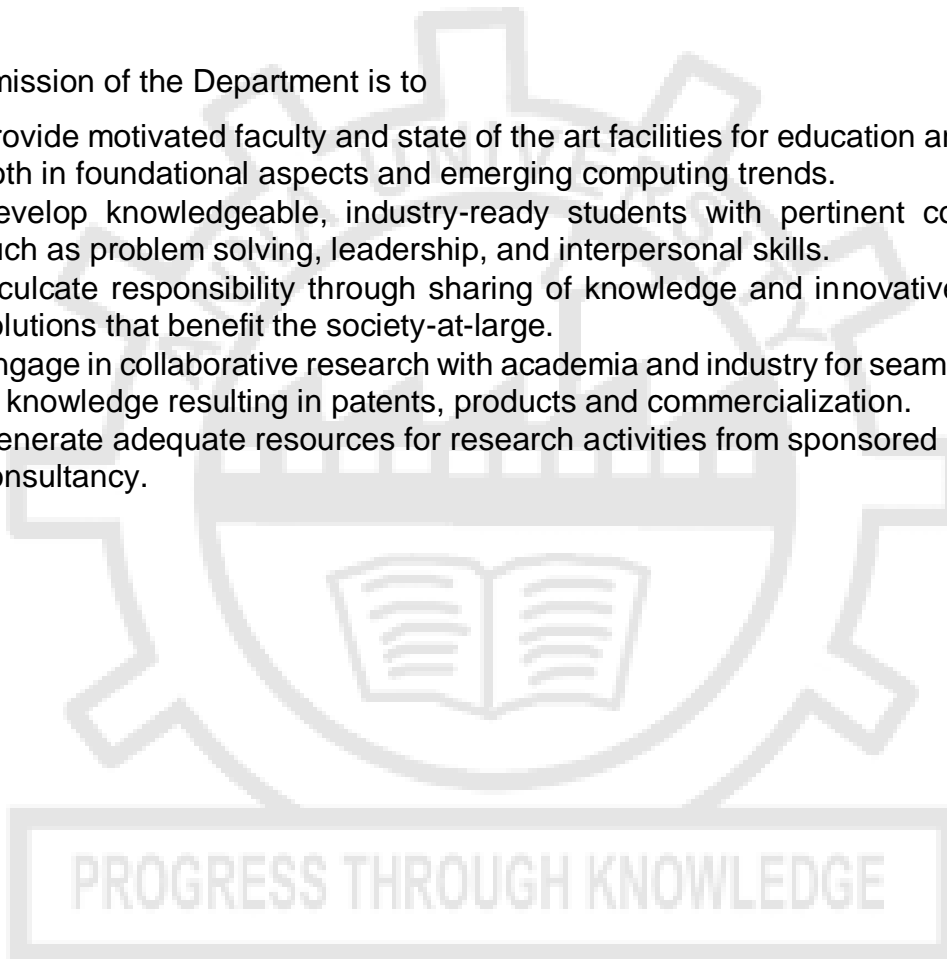 mission of the Department is to
rovide motivated faculty and state of the art facilities for education ar
oth in foundational aspects and emerging computing trends.
evelop knowledgeable, industry-ready students with pertinent co
uch as problem solving, leadership, and interpersonal skills.
culcate responsibility through sharing of knowledge and innovative
olutions that benefit the society-at-large.
ngage in collaborative research with academia and industry for seam
knowledge resulting in patents, products and commercialization.
enerate adequate resources for research activities from sponsored
onsultancy.
ANNA UNIVERSITY
PROGRESS THROUGH KNOWLEDGE